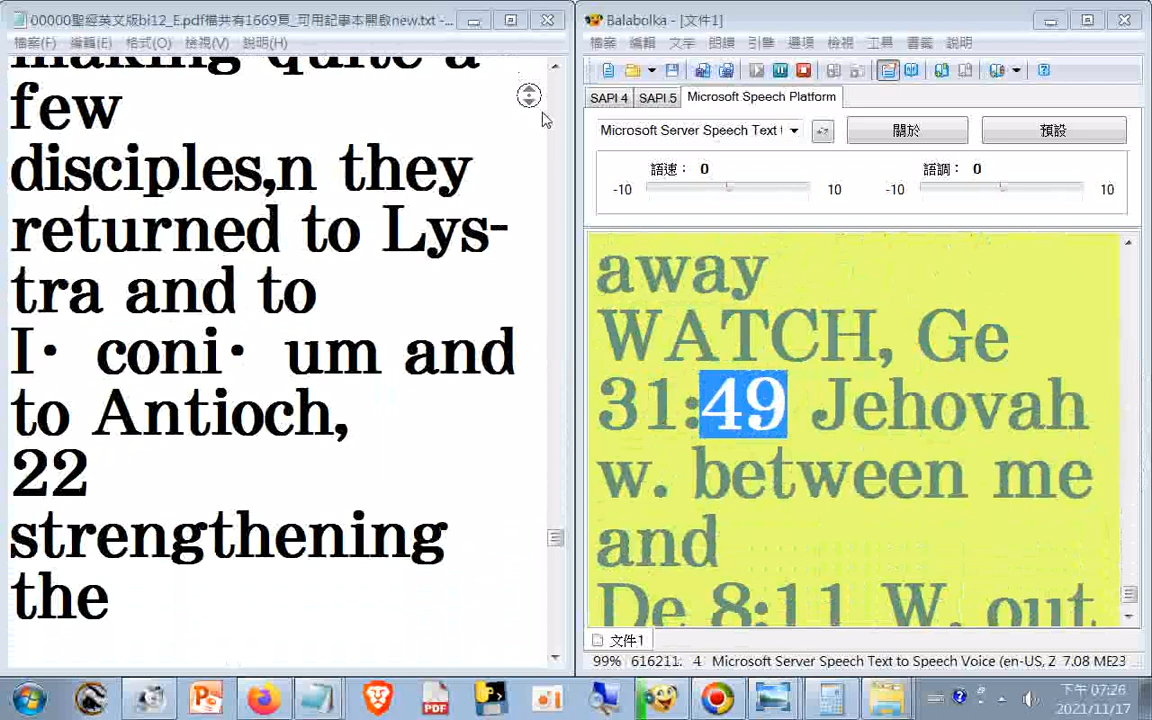 00000聖經英文版bi12_E.pdf檔共有1669頁_可用記事本開啟new.txt -...
檔案(F) 編輯(E) 格式(O) 檢視(V) 說明(H)
making quite a
few
disciples,n they
returned to Lys-
tra and to
I· coni· um and
to Antioch,
22
strengthening
the
Balabolka - [文件1]
檔案 編輯 文字 朗讀 引擎 選項 檢視 工具 書籤 說明
SAPI 4 SAPI 5 Microsoft Speech Platform
Microsoft Server Speech Text
關於 預設
語速： 0 語調： 0
-10 10 -10 10
away
WATCH, Ge
31:49 Jehovah
w. between me
and
De 8:11 W. out
文件1
99% 616211: 4 Microsoft Server Speech Text to Speech Voice (en-US, Z 7.08 ME23
PDF
下午 07:26
2021/11/17